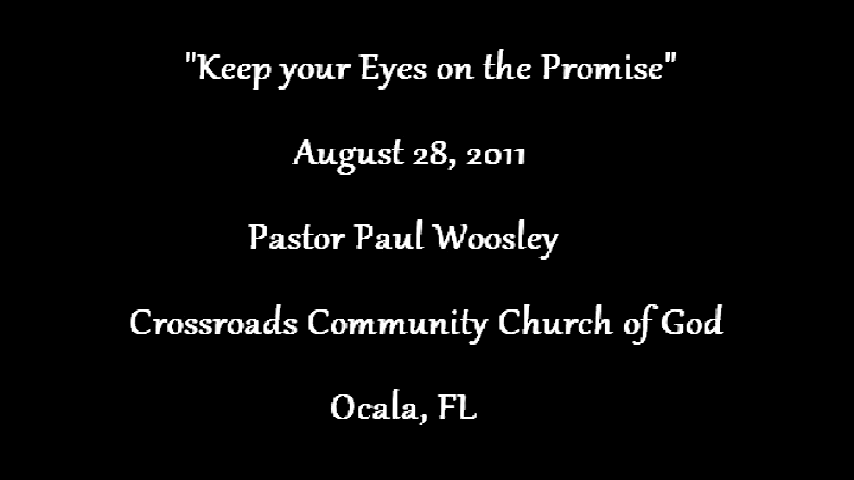 "Keep your Eyes on the Promise"
August 28, 2011
Pastor Paul Woosley
Crossroads Community Church of God
Ocala, FL